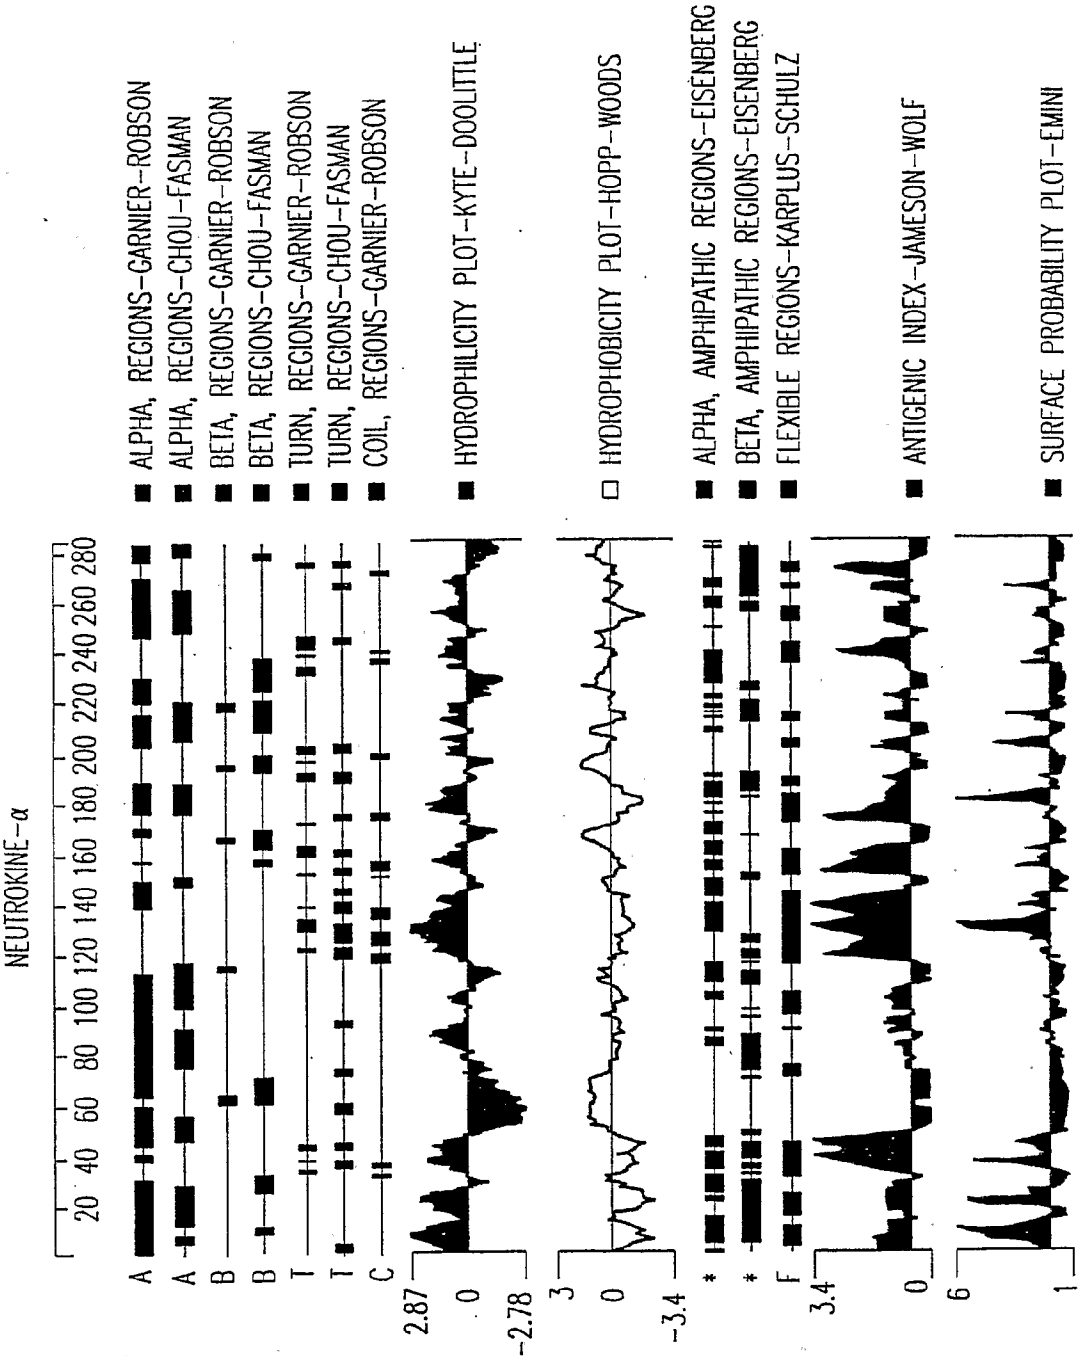 NEUTROKINE-α
20 40 60 80 100 120 140 160 180 200 220 240 260 280
A ALPHA, REGIONS-GARNIER-ROBSON
A ALPHA, REGIONS-CHOU-FASMAN
B BETA, REGIONS-GARNIER-ROBSON
B BETA, REGIONS-CHOU-FASMAN
T TURN, REGIONS-GARNIER-ROBSON
T TURN, REGIONS-CHOU-FASMAN
C COIL, REGIONS-GARNIER-ROBSON
2.87
0
-2.78
HYDROPHILICITY PLOT-KYTE-DOOLITTLE
3
0
-3.4
HYDROPHOBICITY PLOT-HOPP-WOODS
* ALPHA, AMPHIPATHIC REGIONS-EISENBERG
* BETA, AMPHIPATHIC REGIONS-EISENBERG
F FLEXIBLE REGIONS-KARPLUS-SCHULZ
3.4
0
ANTIGENIC INDEX-JAMESON-WOLF
6
1
SURFACE PROBABILITY PLOT-EMINI